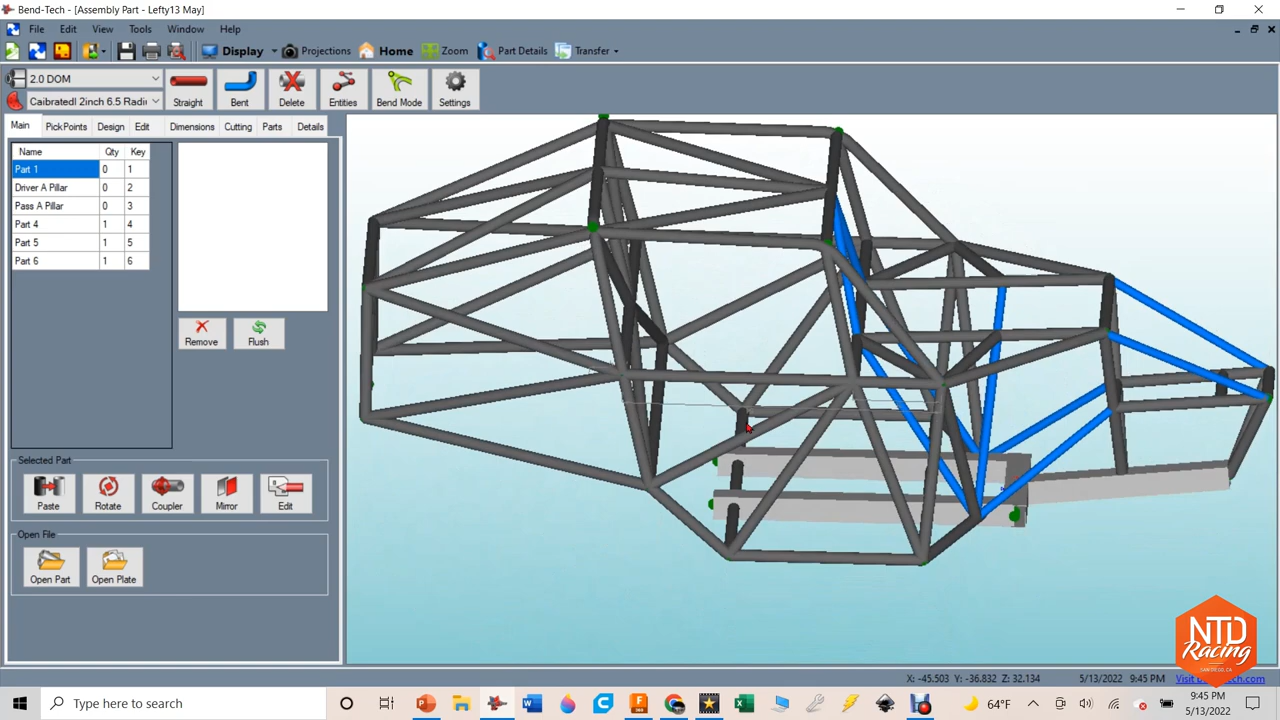 Bend-Tech - [Assembly Part - Lefty13 May]
File Edit View Tools Window Help
Display Projections Home Zoom Part Details Transfer
2.0 DOM
Caibratedl 2inch 6.5 Radi
Straight Bent Delete Entities Bend Mode Settings
Main PickPoints Design Edit Dimensions Cutting Parts Details
Name Qty Key
Part 1 0 1
Driver A Pillar 0 2
Pass A Pillar 0 3
Part 4 1 4
Part 5 1 5
Part 6 1 6
Remove Flush
Selected Part
Paste Rotate Coupler Mirror Edit
Open File
Open Part Open Plate
NTD
Racing
SAN DIEGO, CA
X: -45.503 Y: -36.832 Z: 32.134 5/13/2022 9:45 PM
Type here to search
64°F
9:45 PM
5/13/2022